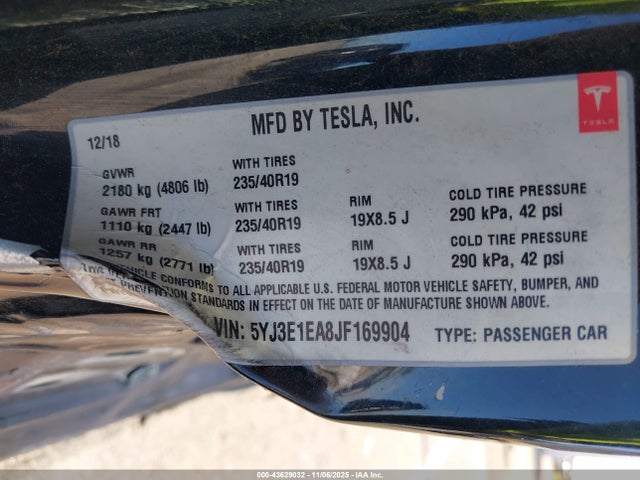 MFD BY TESLA, INC.
TESLA
12/18
GVWR
2180 kg (4806 lb)
WITH TIRES
235/40R19
GAWR FRT
1110 kg (2447 lb)
WITH TIRES
235/40R19
RIM
19X8.5 J
COLD TIRE PRESSURE
290 kPa, 42 psi
GAWR RR
1257 kg (2771 lb)
WITH TIRES
235/40R19
RIM
19X8.5 J
COLD TIRE PRESSURE
290 kPa, 42 psi
VEHICLE CONFORMS TO ALL APPLICABLE U.S. FEDERAL MOTOR VEHICLE SAFETY, BUMPER, AND
PREVENTION STANDARDS IN EFFECT ON THE DATE OF MANUFACTURE SHOWN ABOVE.
VIN: 5YJ3E1EA8JF169904
TYPE: PASSENGER CAR
000-43629032 - 11/06/2025 - IAA Inc.